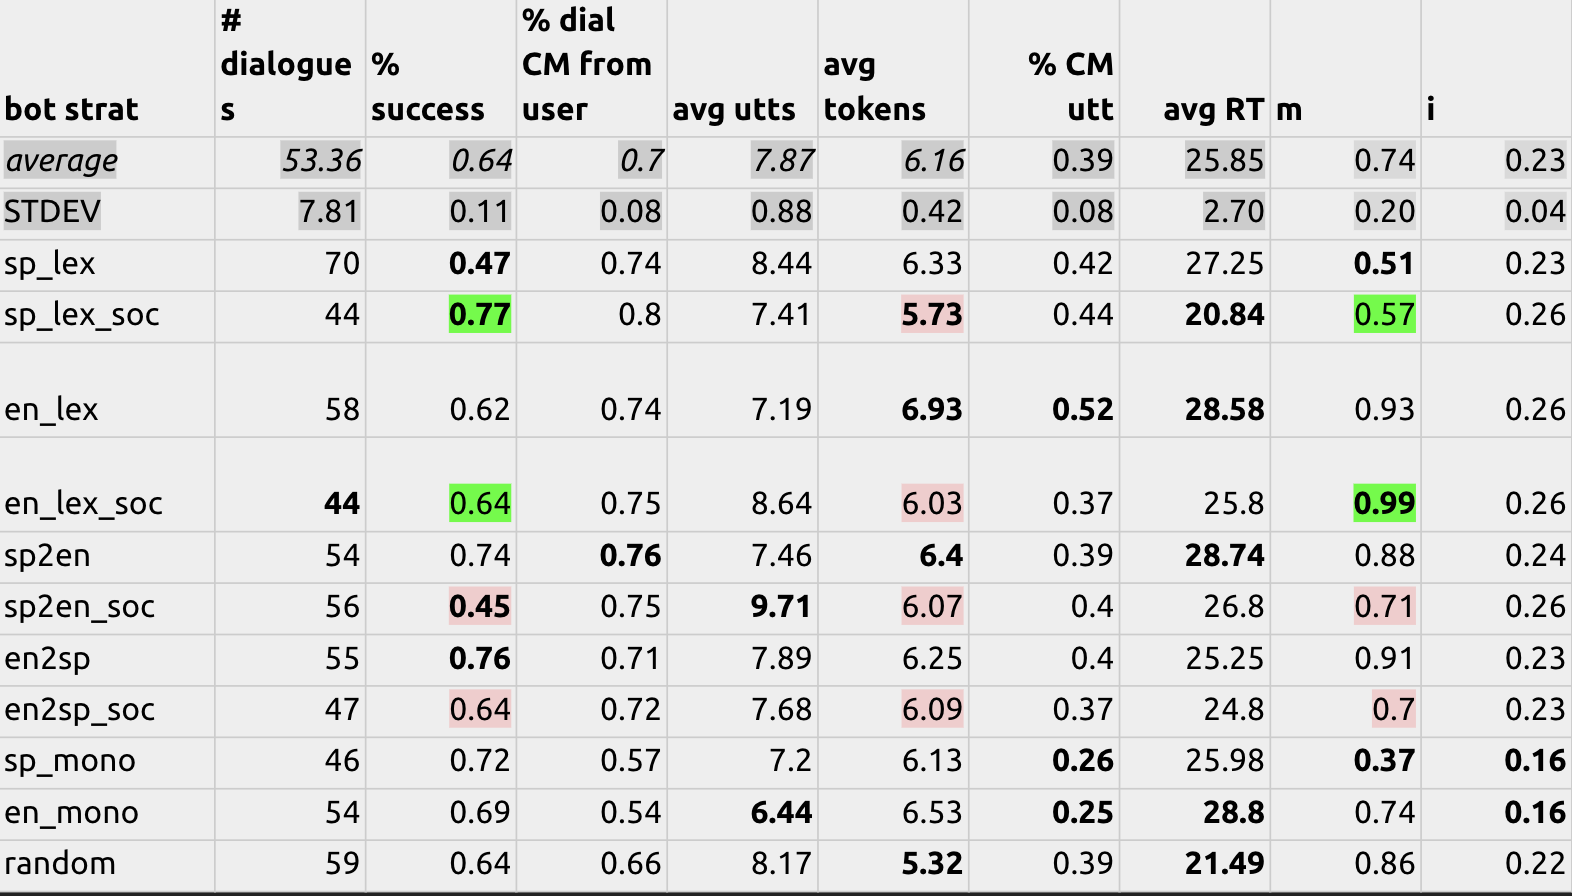 bot strat # dialogues % success % dial CM from user avg utts avg tokens % CM utt avg RT m i
average 53.36 0.64 0.7 7.87 6.16 0.39 25.85 0.74 0.23
STDEV 7.81 0.11 0.08 0.88 0.42 0.08 2.70 0.20 0.04
sp_lex 70 0.47 0.74 8.44 6.33 0.42 27.25 0.51 0.23
sp_lex_soc 44 0.77 0.8 7.41 5.73 0.44 20.84 0.57 0.26
en_lex 58 0.62 0.74 7.19 6.93 0.52 28.58 0.93 0.26
en_lex_soc 44 0.64 0.75 8.64 6.03 0.37 25.8 0.99 0.26
sp2en 54 0.74 0.76 7.46 6.4 0.39 28.74 0.88 0.24
sp2en_soc 56 0.45 0.75 9.71 6.07 0.4 26.8 0.71 0.26
en2sp 55 0.76 0.71 7.89 6.25 0.4 25.25 0.91 0.23
en2sp_soc 47 0.64 0.72 7.68 6.09 0.37 24.8 0.7 0.23
sp_mono 46 0.72 0.57 7.2 6.13 0.26 25.98 0.37 0.16
en_mono 54 0.69 0.54 6.44 6.53 0.25 28.8 0.74 0.16
random 59 0.64 0.66 8.17 5.32 0.39 21.49 0.86 0.22